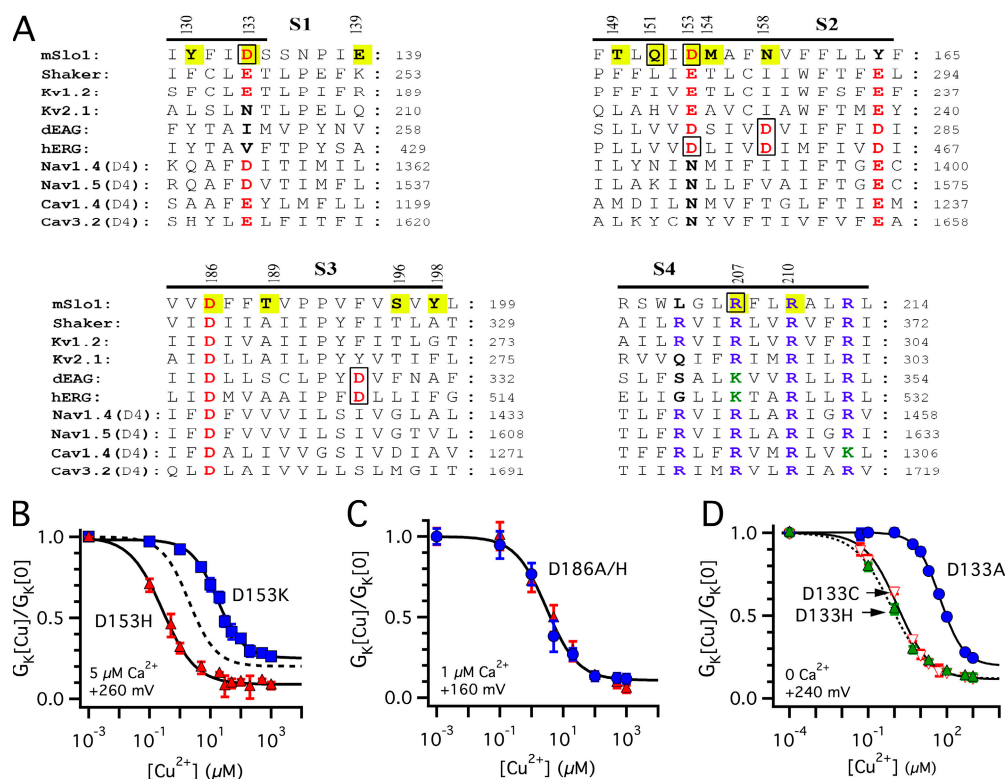 A
S1
130 133 139
mSlo1: I Y F I D S S N P I E : 139
Shaker: I F C L E T L P E F K : 253
Kv1.2: S F C L E T L P I F R : 189
Kv2.1: A L S L N T L P E L Q : 210
dEAG: F Y T A I M V P Y N V : 258
hERG: F Y T A V F T P Y S A : 429
Nav1.4(D4): K Q A F D I T I M I L : 1362
Nav1.5(D4): R Q A F D V T I M F L : 1537
Cav1.4(D4): S A A F E Y L M F L L : 1199
Cav3.2(D4): S H Y L E L F I T F I : 1620
S2
149 151 153 154 158
F T L Q I D M A F N V F F L L Y F : 165
P F F L I E T L C I I W F T F E L : 294
P F F I V E T L C I I W F S F E F : 237
Q L A H V E A V C I A W F T M E Y : 240
S L L V V D S I V D V I F F I D I : 285
P L L V V D L I V D I M F I V D I : 467
I L Y N I N M I F I I I F T G E C : 1400
I L A K I N L L F V A I F T G E C : 1575
A M D I L N M V F T G L F T I E M : 1237
A L K Y C N Y V F T I V F V F E A : 1658
S3
186 189 196 198
mSlo1: V V D F F T V P P V F V S V Y L : 199
Shaker: V I D I I A I I P Y F I T L A T : 329
Kv1.2: I I D I V A I I P Y F I T L G T : 273
Kv2.1: A I D L L A I L P Y Y V T I F L : 275
dEAG: I I D L L S C L P Y D V F N A F : 332
hERG: M V D V V A A I P F D L L I F G : 514
Nav1.4(D4): I F D F V V V I L S I V G L A L : 1433
Nav1.5(D4): I F D F V V V I L S I V G T V L : 1608
Cav1.4(D4): I F D A L I V V G S V V D I A V : 1271
Cav3.2(D4): Q L D L A I V V L L S L M G I T : 1691
S4
207 210
R S W L G L R F L R A L R L : 214
A I L R V I R L V R V F R I : 372
A I L R V I R L V R V F R I : 304
R V V Q I F R I M R I L R I : 303
S L F S A L K V V R L L R L : 354
E L I G L L K T A R L L R L : 532
T L F R V I R L A R I G R V : 1458
T L F R V I R L A R I G R I : 1633
T F F R L F R V M R L V K L : 1306
T I I R I M R V L R I A R V : 1719
B
GK[Cu]/GK[O]
1.0
0.5
0.0
D153K
D153H
5 µM Ca2+
+260 mV
10-3 10-1 101 103
[Cu2+] (µM)
C
1.0
0.5
0.0
D186A/H
1 µM Ca2+
+160 mV
10-3 10-1 101 103
[Cu2+] (µM)
D
GK[Cu]/GK[O]
1.0
0.5
0.0
D133A
D133C
D133H
0 Ca2+
+240 mV
10-4 10-1 102
[Cu2+] (µM)